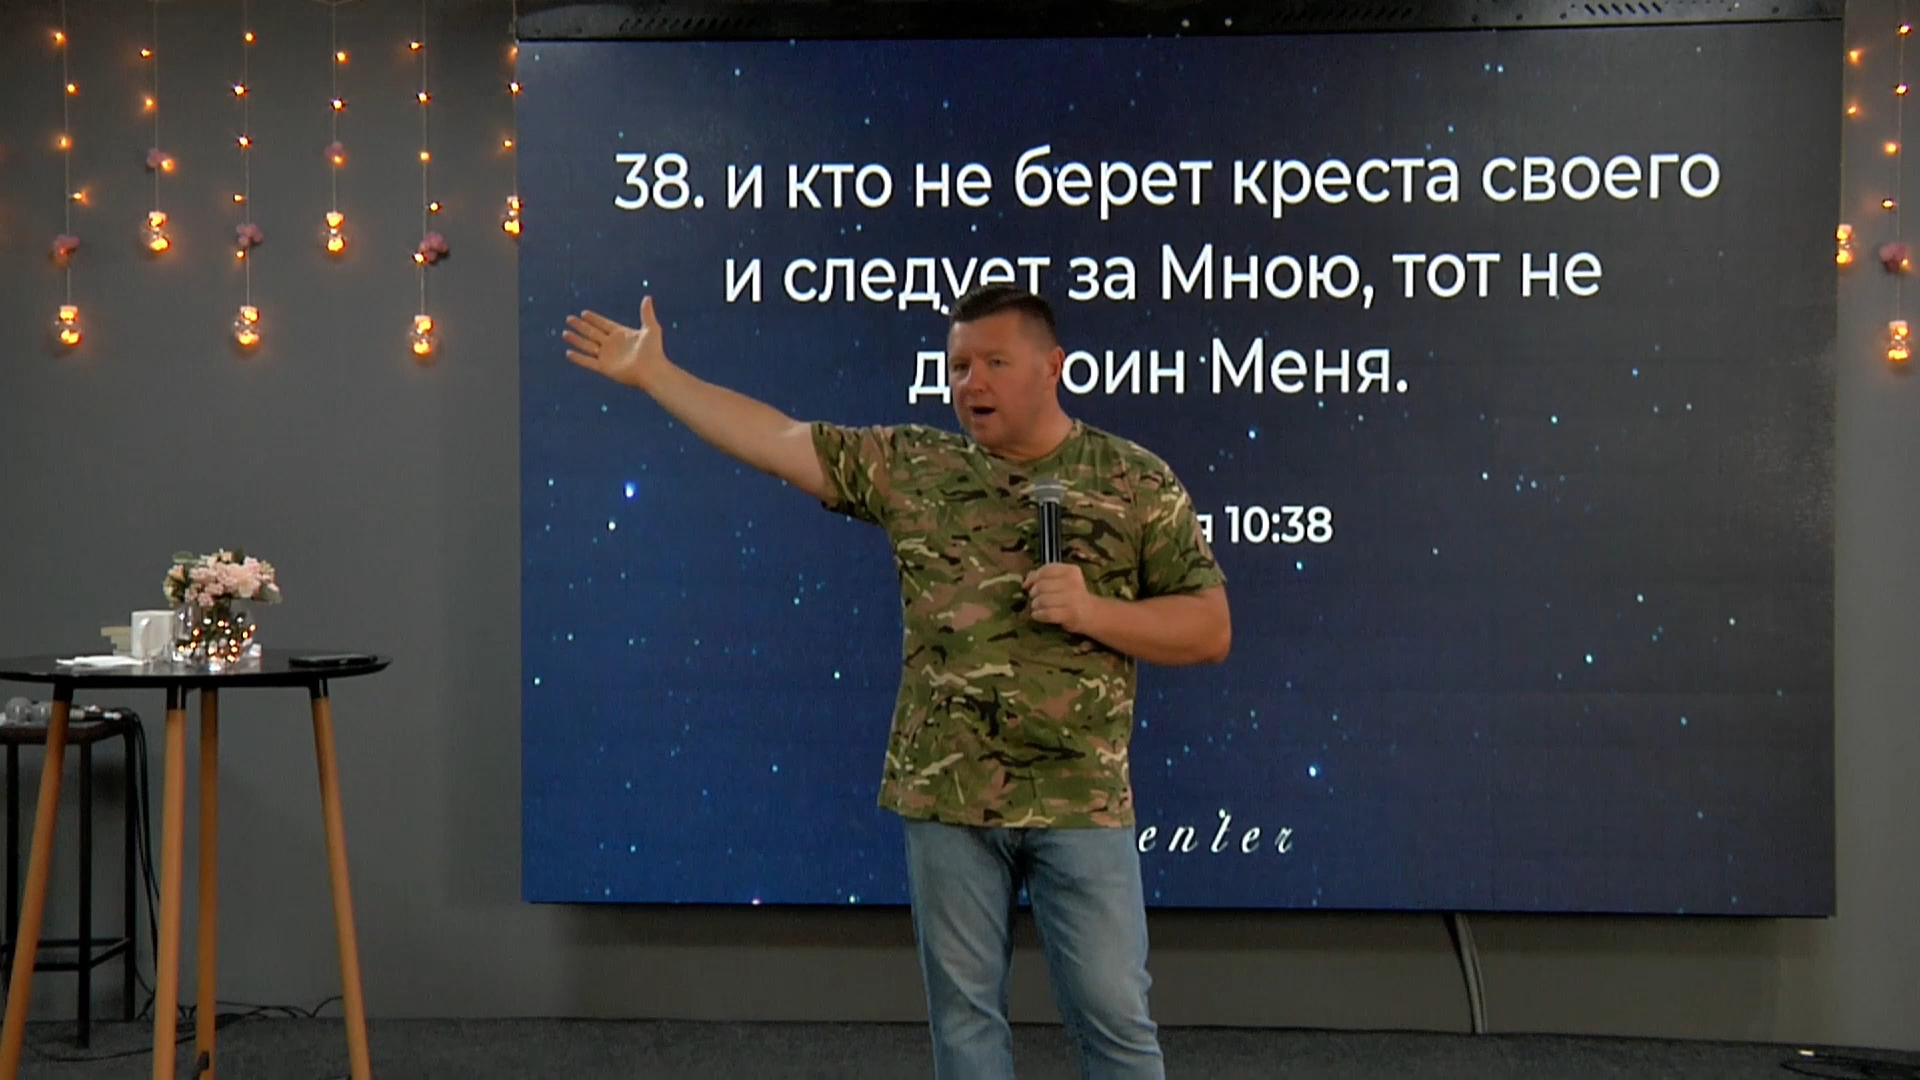 38. и кто не берет креста своего
и следует за Мною, тот не
Меня.
10:38